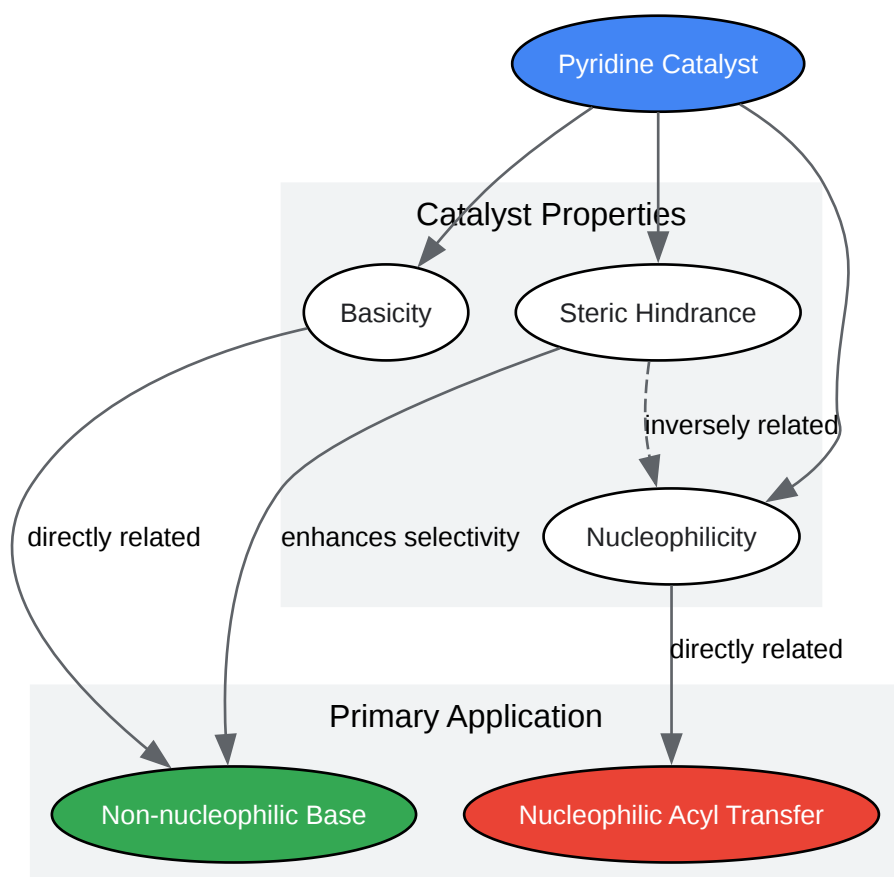 Pyridine Catalyst
Catalyst Properties
Basicity
Steric Hindrance
inversely related
directly related
enhances selectivity
Nucleophilicity
directly related
Primary Application
Non-nucleophilic Base
Nucleophilic Acyl Transfer